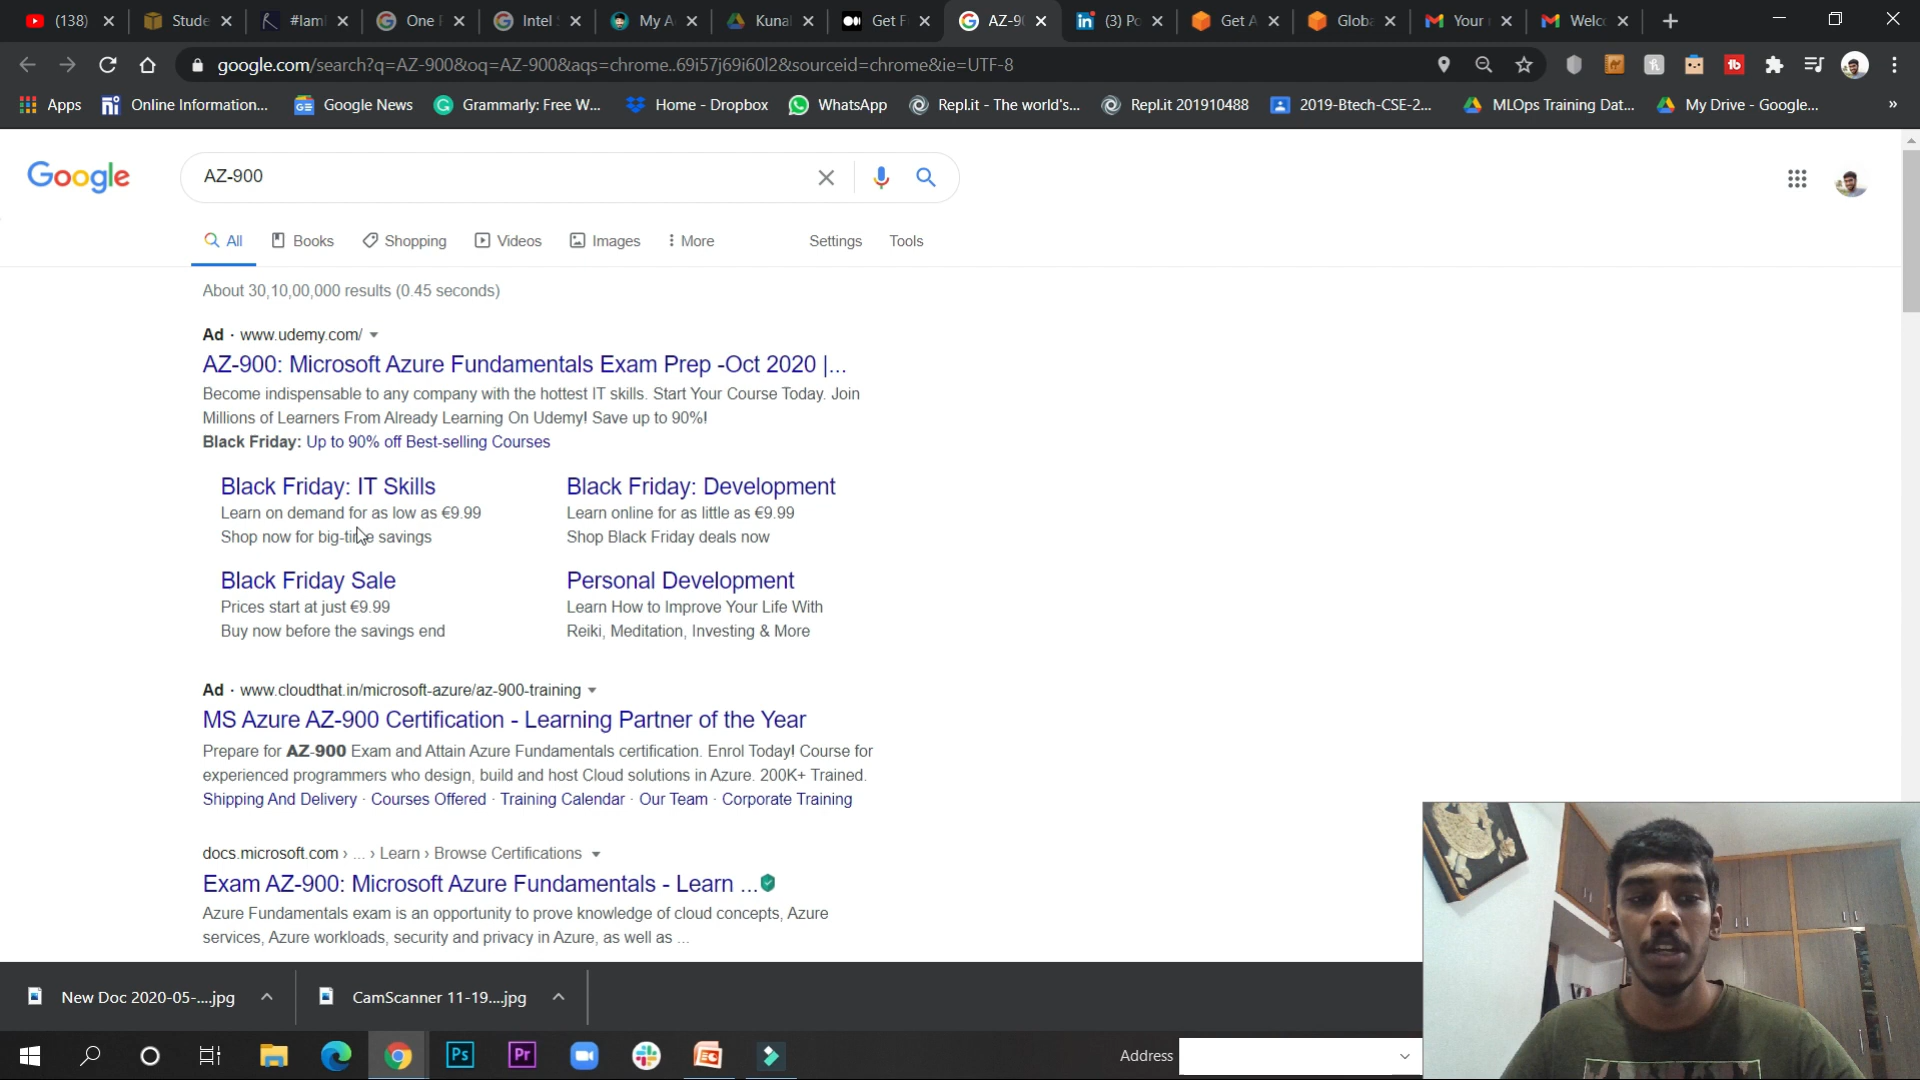 (138)
Stude
#laml
One F
Intel
My A
Kunal
Get F
AZ-90
(3) Po
Get A
Globa
Your
Welc
google.com/search?q=AZ-900&oq=AZ-900&aqs=chrome..69i57j69i60l2&sourceid=chrome&ie=UTF-8
Apps
Online Information...
Google News
Grammarly: Free W...
Home - Dropbox
WhatsApp
Repl.it - The world's...
Repl.it 201910488
2019-Btech-CSE-2...
MLOps Training Dat...
My Drive - Google...
»
Google
AZ-900
All
Books
Shopping
Videos
Images
More
Settings
Tools
About 30,10,00,000 results (0.45 seconds)
Ad · www.udemy.com/
AZ-900: Microsoft Azure Fundamentals Exam Prep -Oct 2020 |...
Become indispensable to any company with the hottest IT skills. Start Your Course Today. Join
Millions of Learners From Already Learning On Udemy! Save up to 90%!
Black Friday: Up to 90% off Best-selling Courses
Black Friday: IT Skills
Learn on demand for as low as €9.99
Shop now for big-time savings
Black Friday: Development
Learn online for as little as €9.99
Shop Black Friday deals now
Black Friday Sale
Prices start at just €9.99
Buy now before the savings end
Personal Development
Learn How to Improve Your Life With
Reiki, Meditation, Investing & More
Ad · www.cloudthat.in/microsoft-azure/az-900-training
MS Azure AZ-900 Certification - Learning Partner of the Year
Prepare for AZ-900 Exam and Attain Azure Fundamentals certification. Enrol Today! Course for
experienced programmers who design, build and host Cloud solutions in Azure. 200K+ Trained.
Shipping And Delivery · Courses Offered · Training Calendar · Our Team · Corporate Training
docs.microsoft.com › ... › Learn › Browse Certifications
Exam AZ-900: Microsoft Azure Fundamentals - Learn ...
Azure Fundamentals exam is an opportunity to prove knowledge of cloud concepts, Azure
services, Azure workloads, security and privacy in Azure, as well as ...
New Doc 2020-05-....jpg
CamScanner 11-19....jpg
Ps
Pr
Address